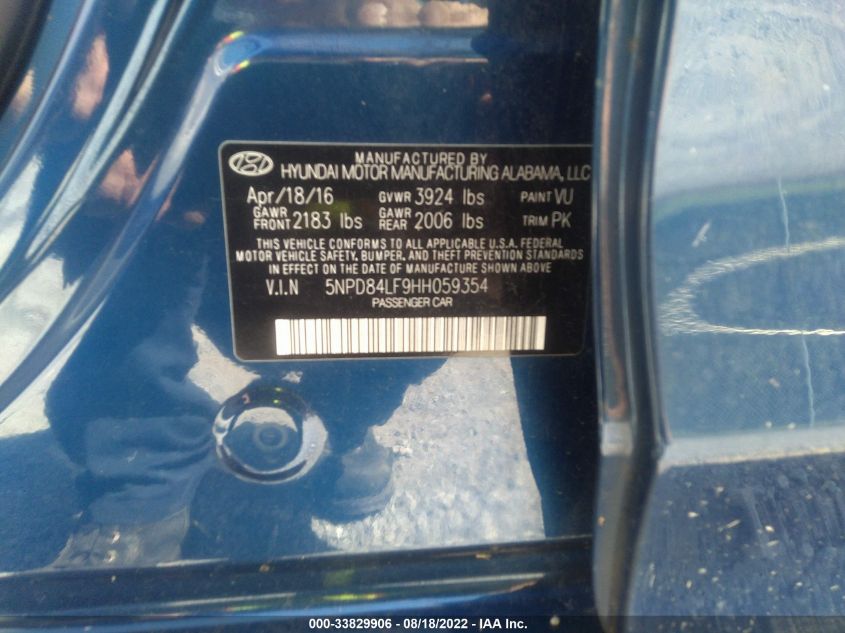 MANUFACTURED BY
HYUNDAI MOTOR MANUFACTURING ALABAMA, LLC
Apr/18/16 GVWR 3924 lbs PAINT VU
GAWR FRONT 2183 lbs GAWR REAR 2006 lbs TRIM PK
THIS VEHICLE CONFORMS TO ALL APPLICABLE U.S.A. FEDERAL
MOTOR VEHICLE SAFETY, BUMPER, AND THEFT PREVENTION STANDARDS
IN EFFECT ON THE DATE OF MANUFACTURE SHOWN ABOVE
V.I.N 5NPD84LF9HH059354
PASSENGER CAR
000-33829906 - 08/18/2022 - IAA Inc.